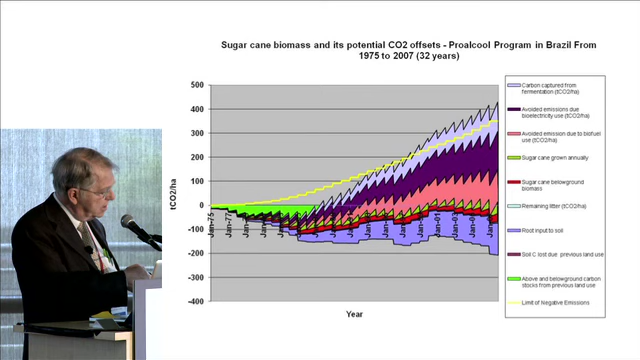 Sugar cane biomass and its potential CO2 offsets - Proalcool Program in Brazil From
1975 to 2007 (32 years)
500
400
300
200
100
0
-100
-200
-300
-400
tCO2/ha
Jan-75
Jan-77
Year
Carbon captured from
fermentation (tCO2/ha)
Avoided emissions due
bioelectricity use (tCO2/ha)
Avoided emission due to biofuel
use (tCO2/ha)
Sugar cane grown annually
Sugar cane belowground
biomass
Remaining litter (tCO2/ha)
Root input to soil
Soil C lost due previous land use
Above and belowground carbon
stocks from previous land use
Limit of Negative Emissions